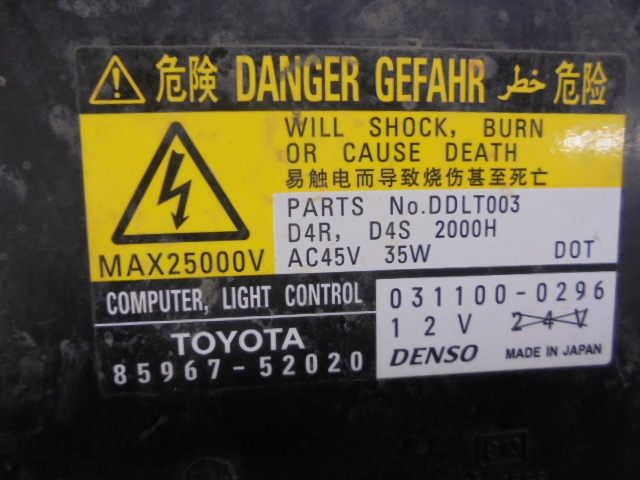 危険 DANGER GEFAHR خطر 危险
WILL SHOCK, BURN
OR CAUSE DEATH
易触电而导致烧伤甚至死亡
MAX25000V
PARTS No.DDLT003
D4R, D4S 2000H
AC45V 35W DOT
COMPUTER, LIGHT CONTROL
TOYOTA
85967-52020
031100-0296
12V 24V
DENSO MADE IN JAPAN